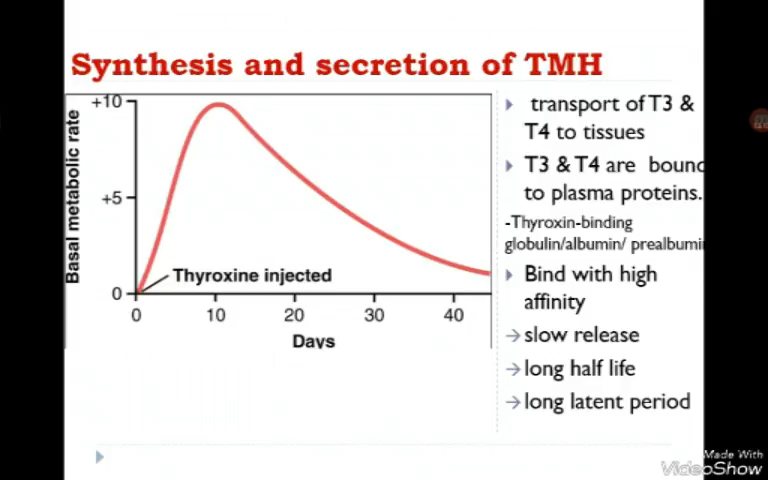 Synthesis and secretion of TMH
+10
+5
0
Basal metabolic rate
Thyroxine injected
0 10 20 30 40
Days
transport of T3 &
T4 to tissues
T3 & T4 are bound
to plasma proteins.
-Thyroxin-binding
globulin/albumin/ prealbumin
Bind with high
affinity
→ slow release
→ long half life
→ long latent period
Made With
VideoShow